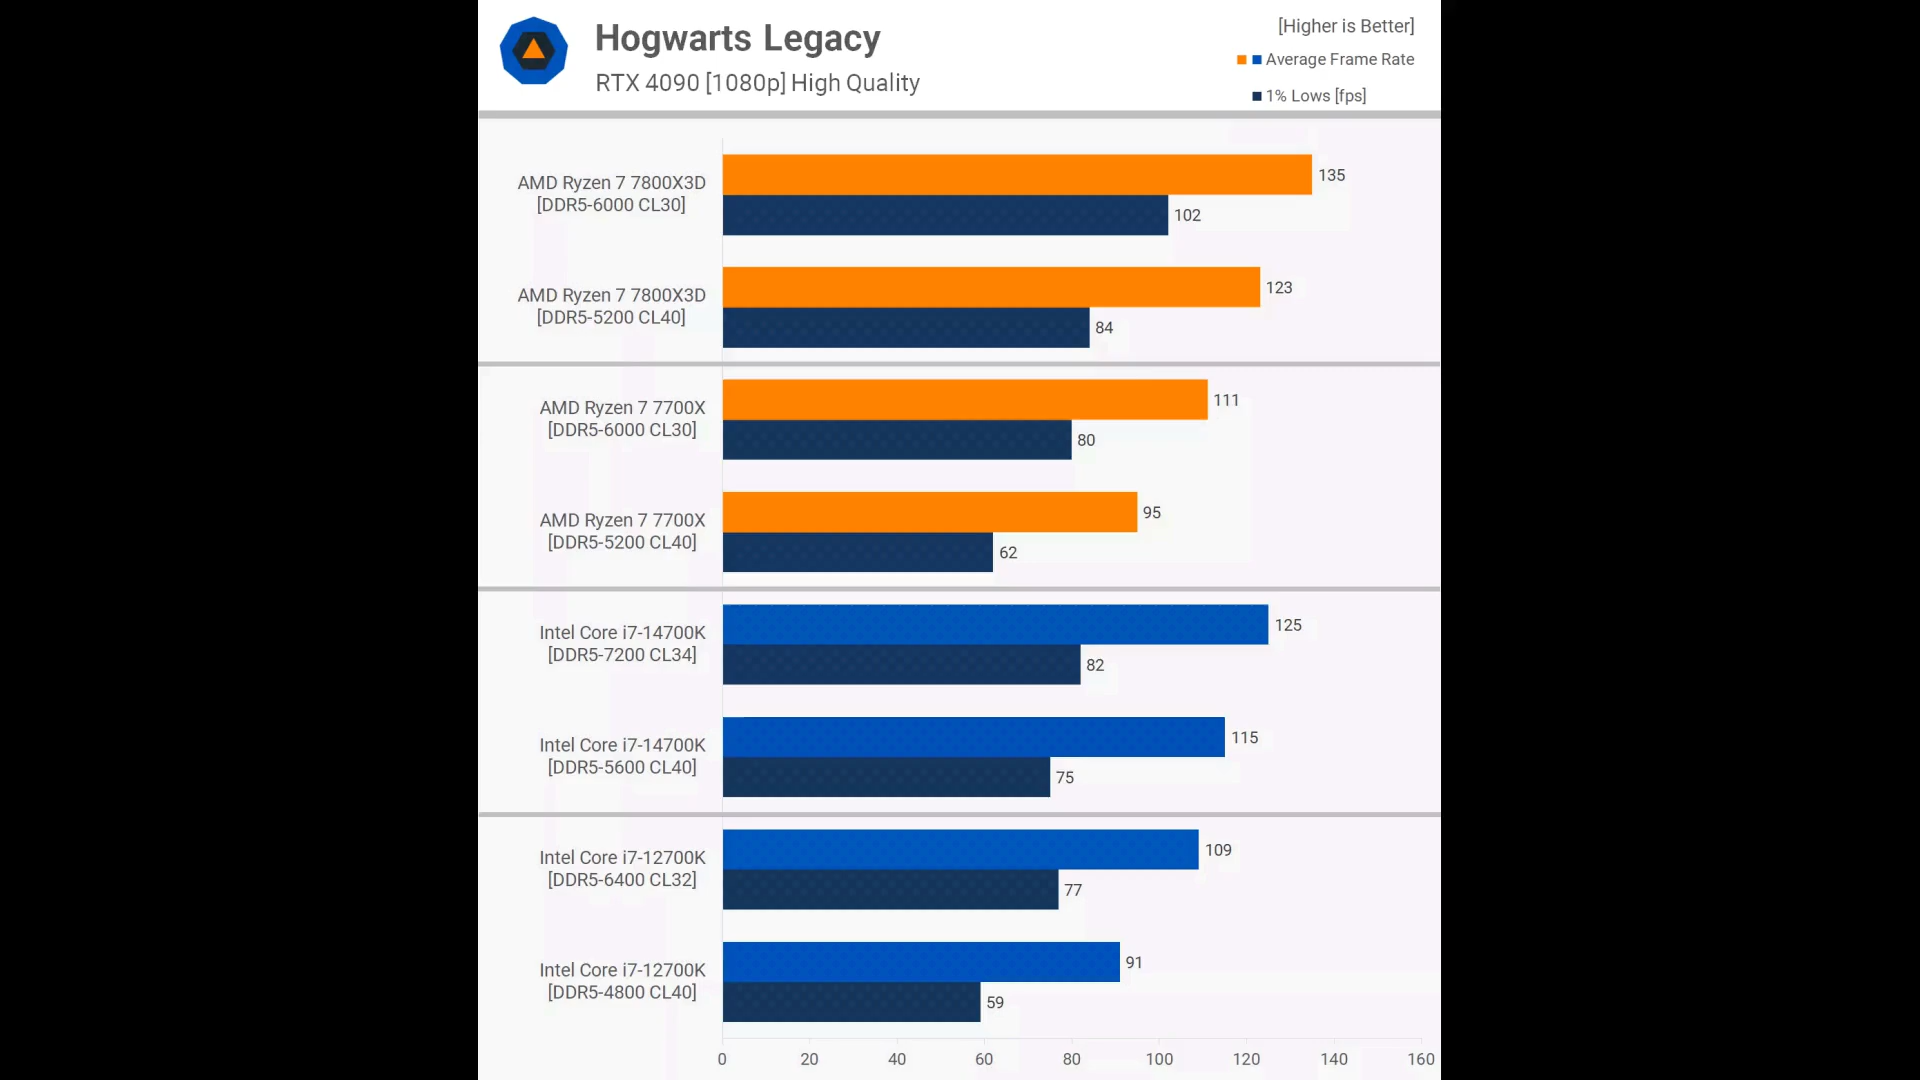 Hogwarts Legacy
RTX 4090 [1080p] High Quality
[Higher is Better]
Average Frame Rate
1% Lows [fps]
AMD Ryzen 7 7800X3D
[DDR5-6000 CL30]
135
102
AMD Ryzen 7 7800X3D
[DDR5-5200 CL40]
123
84
AMD Ryzen 7 7700X
[DDR5-6000 CL30]
111
80
AMD Ryzen 7 7700X
[DDR5-5200 CL40]
95
62
Intel Core i7-14700K
[DDR5-7200 CL34]
125
82
Intel Core i7-14700K
[DDR5-5600 CL40]
115
75
Intel Core i7-12700K
[DDR5-6400 CL32]
109
77
Intel Core i7-12700K
[DDR5-4800 CL40]
91
59
0 20 40 60 80 100 120 140 160